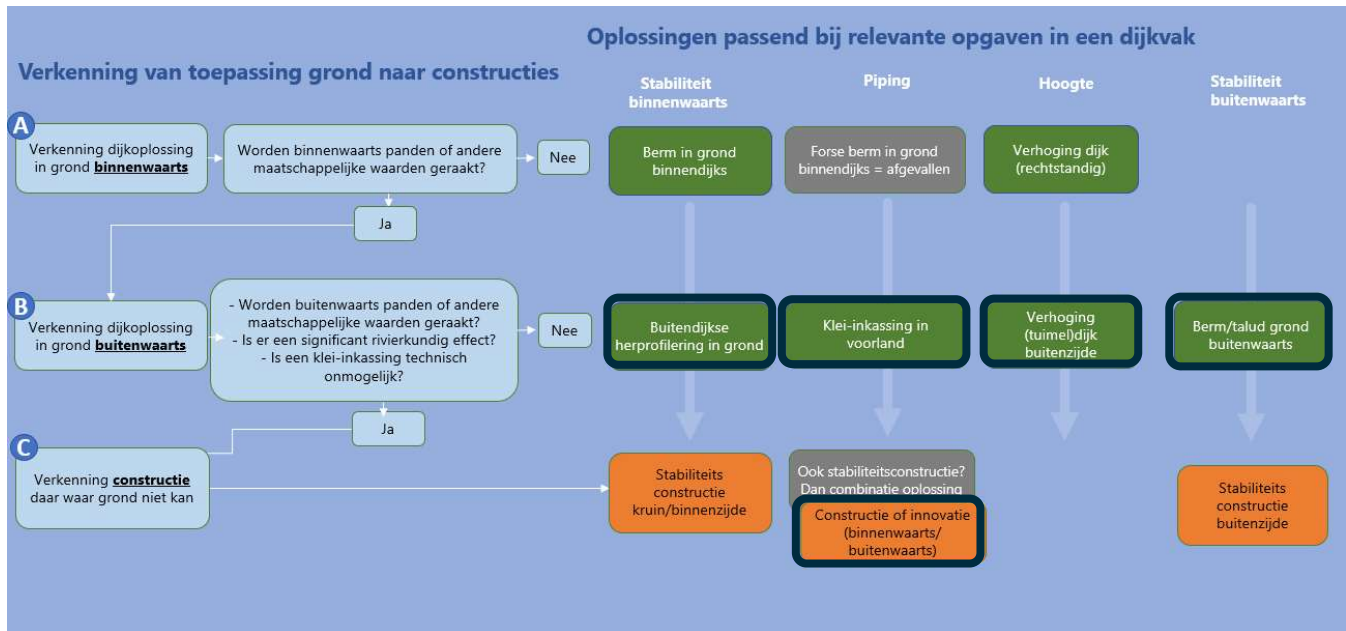 Oplossingen passend bij relevante opgaven in een dijkvak
Verkenning van toepassing grond naar constructies
Stabiliteit
binnenwaarts
Piping
Hoogte
Stabiliteit
buitenwaarts
A
Verkenning dijkoplossing
in grond binnenwaarts
Worden binnenwaarts panden of andere
maatschappelijke waarden geraakt?
Nee
Berm in grond
binnendijks
Forse berm in grond
binnendijks = afgevallen
Verhoging dijk
(rechtstandig)
Ja
B
Verkenning dijkoplossing
in grond buitenwaarts
- Worden buitenwaarts panden of andere
maatschappelijke waarden geraakt?
- Is er een significant rivierkundig effect?
- Is een klei-inkassing technisch
onmogelijk?
Nee
Buitendijkse
herprofilering in grond
Klei-inkassing in
voorland
Verhoging
(tuimel)dijk
buitenzijde
Berm/talud grond
buitenwaarts
Ja
C
Verkenning constructie
daar waar grond niet kan
Stabiliteits
constructie
kruin/binnenzijde
Ook stabiliteitsconstructie?
Dan combinatie oplossing
Constructie of innovatie
(binnenwaarts/
buitenwaarts)
Stabiliteits
constructie
buitenzijde